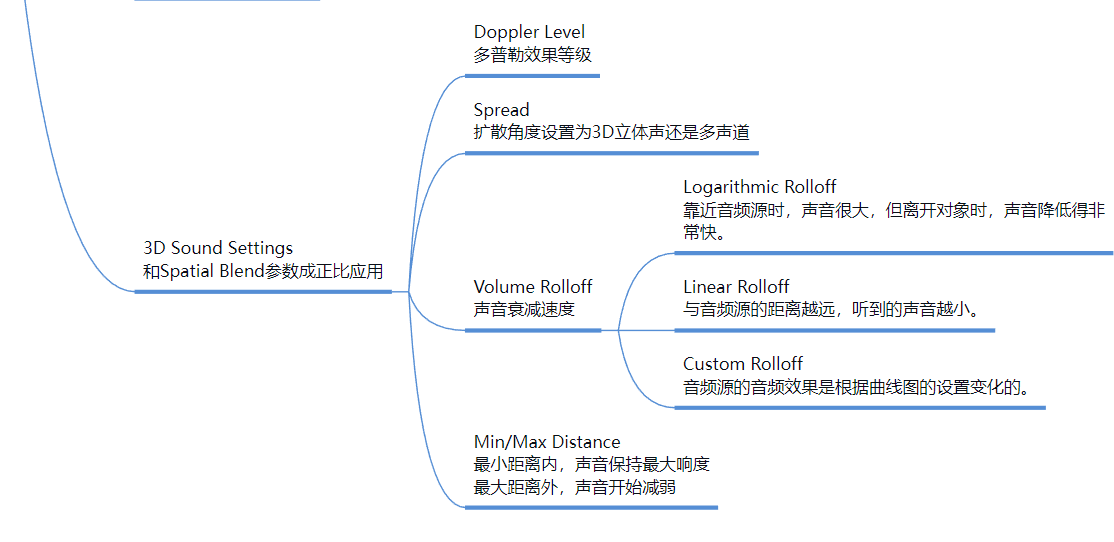 Doppler Level
多普勒效果等级
Spread
扩散角度设置为3D立体声还是多声道
Logarithmic Rolloff
靠近音频源时，声音很大，但离开对象时，声音降低得非
常快。
3D Sound Settings
和Spatial Blend参数成正比应用
Volume Rolloff
声音衰减速度
Linear Rolloff
与音频源的距离越远，听到的声音越小。
Custom Rolloff
音频源的音频效果是根据曲线图的设置变化的。
Min/Max Distance
最小距离内，声音保持最大响度
最大距离外，声音开始减弱